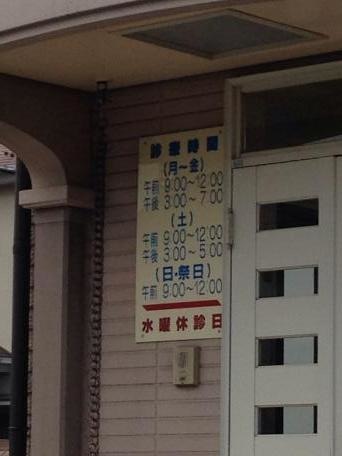 診療時間
(月~金)
午前 9:00~12:00
午後 3:00~7:00
(土)
午前 9:00~12:00
午後 3:00~5:00
(日・祭日)
午前 9:00~12:00
水曜休診日